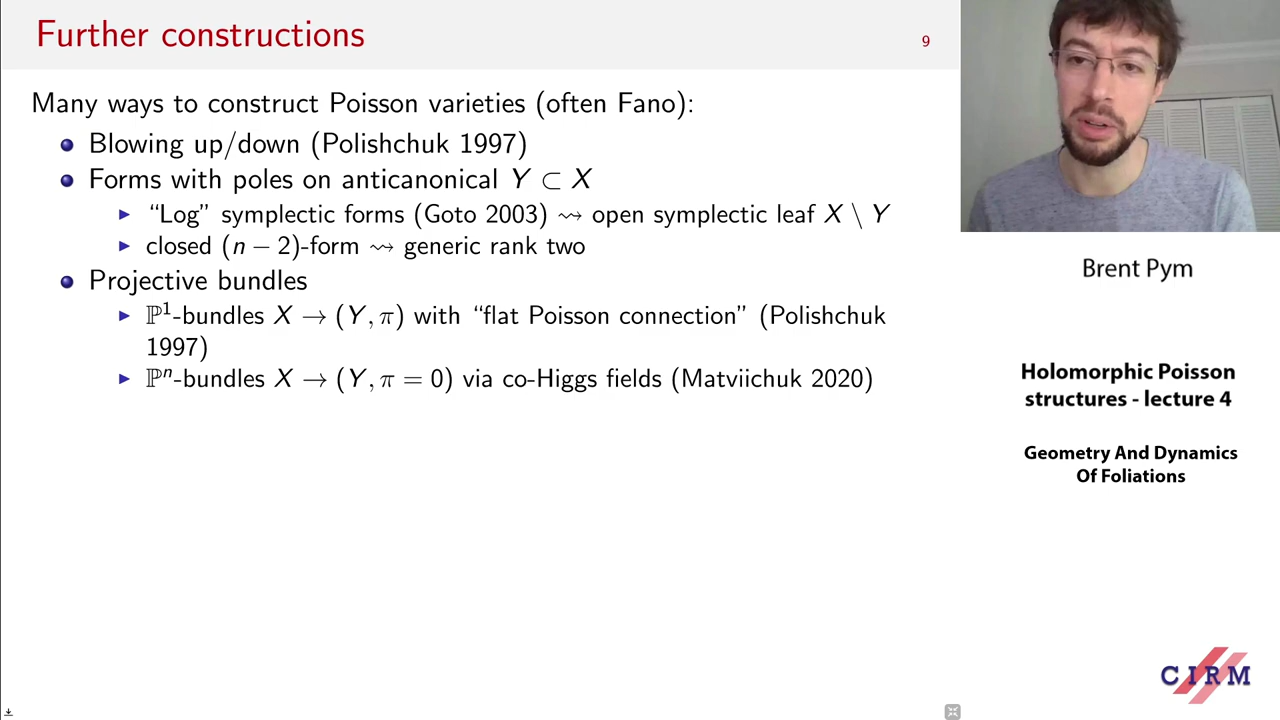 Further constructions
9
Many ways to construct Poisson varieties (often Fano):
Blowing up/down (Polishchuk 1997)
Forms with poles on anticanonical Y ⊂ X
“Log” symplectic forms (Goto 2003) ⇝ open symplectic leaf X \ Y
closed (n − 2)-form ⇝ generic rank two
Projective bundles
ℙ¹-bundles X → (Y, π) with “flat Poisson connection” (Polishchuk
1997)
ℙⁿ-bundles X → (Y, π = 0) via co-Higgs fields (Matviichuk 2020)
Brent Pym
Holomorphic Poisson
structures - lecture 4
Geometry And Dynamics
Of Foliations
CIRM